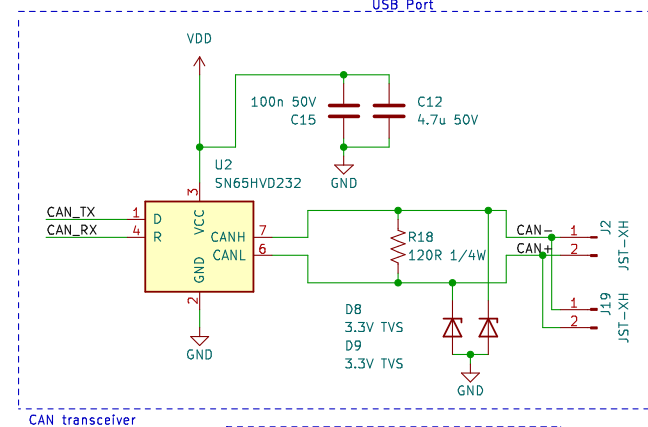 USB Port
VDD
100n 50V
C15
C12
4.7u 50V
GND
U2
SN65HVD232
3
CAN_TX
1
D
VCC
CAN_RX
4
R
CANH
7
CANL
6
GND
2
GND
R18
120R 1/4W
CAN-
1
CAN+
2
J2
JST-XH
1
2
J19
JST-XH
D8
3.3V TVS
D9
3.3V TVS
GND
CAN transceiver